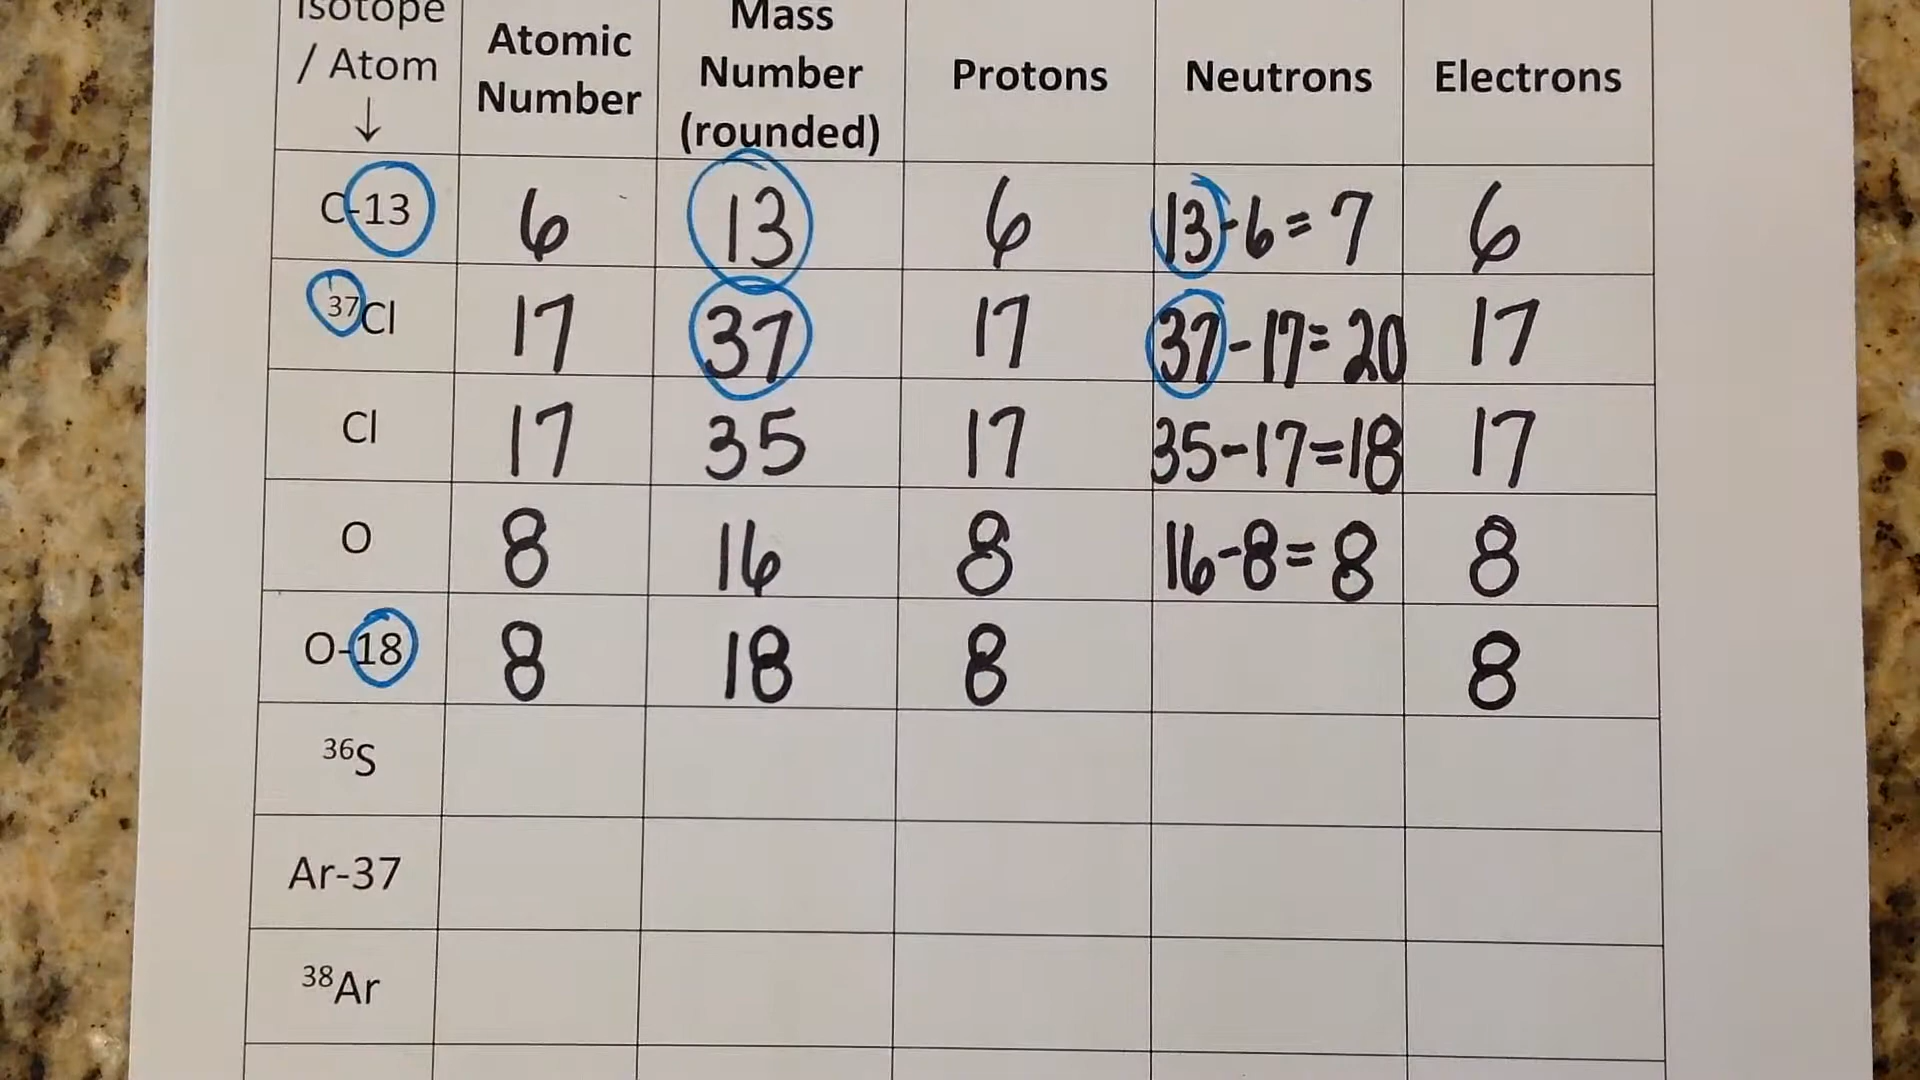 Isotope / Atom ↓ Atomic Number Mass Number (rounded) Protons Neutrons Electrons
C-13 6 13 6 13-6=7 6
³⁷Cl 17 37 17 37-17=20 17
Cl 17 35 17 35-17=18 17
O 8 16 8 16-8=8 8
O-18 8 18 8 8
³⁶S
Ar-37
³⁸Ar